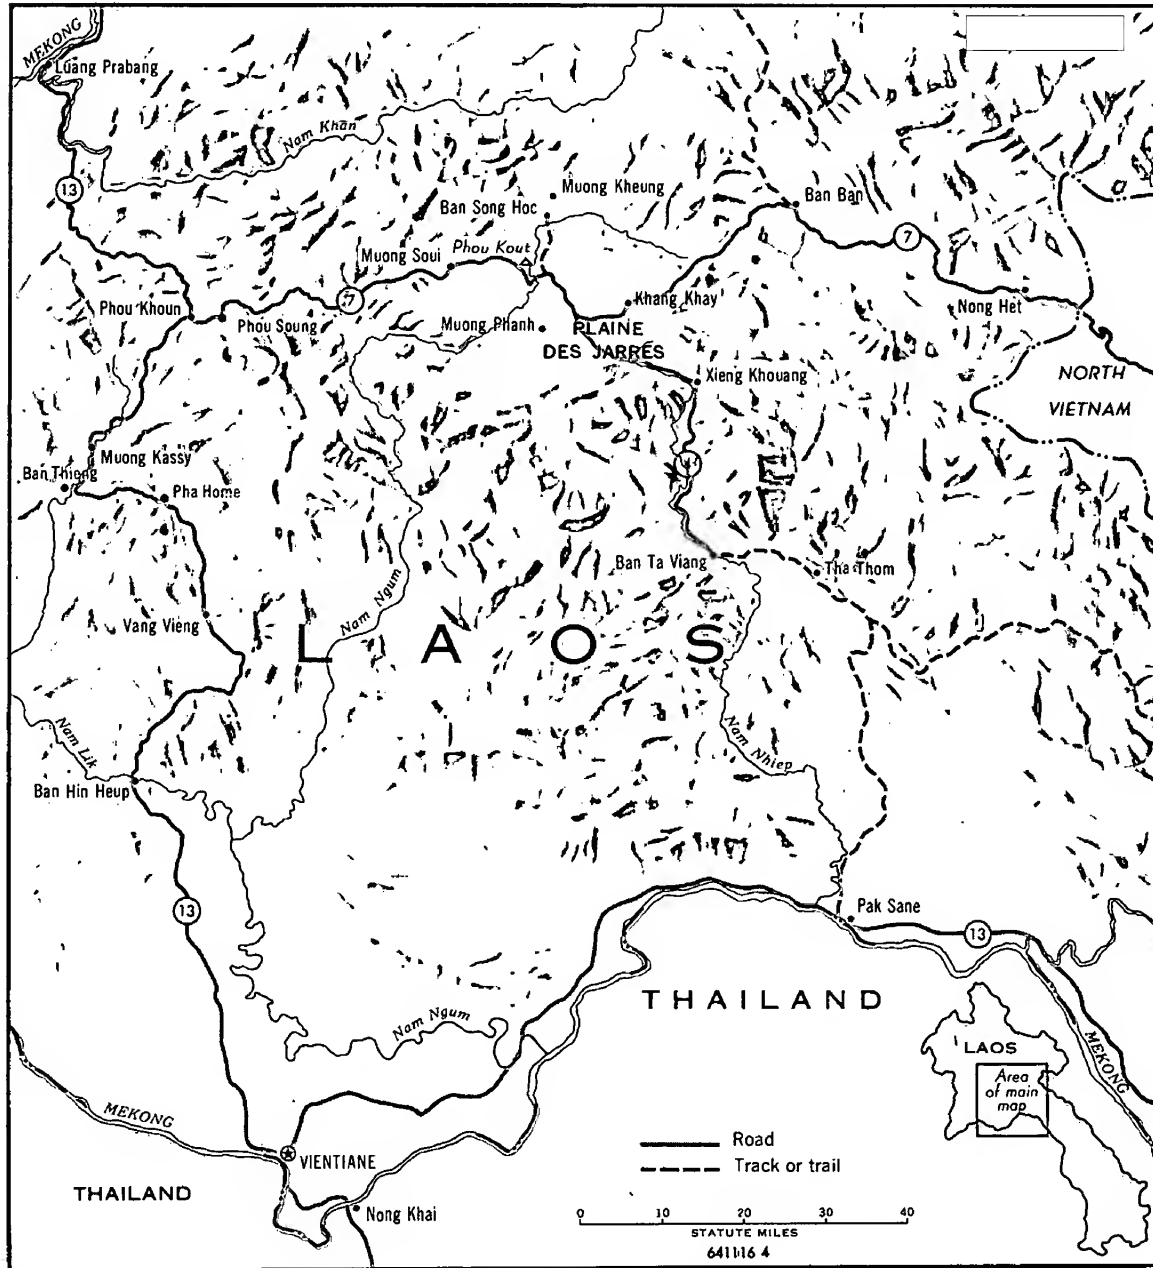 MEKONG
Luang Prabang
Nam Khan
13
Muong Kheung
Ban Song Hoc
Ban Ban
7
Phou Kout
Muong Soui
Phou Khoun
7
Phou Soung
Khang Khay
Nong Het
Muong Phanh
PLAINE
DES JARRES
Xieng Khouang
NORTH
VIETNAM
Muong Kassy
Ban Thieng
Pha Home
Ban Ta Viang
Tha Thom
Nam Ngum
Vang Vieng
LAOS
Nam Lik
Nam Nhiep
Ban Hin Heup
13
Pak Sane
13
THAILAND
Nam Ngum
LAOS
Area
of main
map
MEKONG
MEKONG
Road
Track or trail
VIENTIANE
THAILAND
Nong Khai
0 10 20 30 40
STATUTE MILES
641116 4